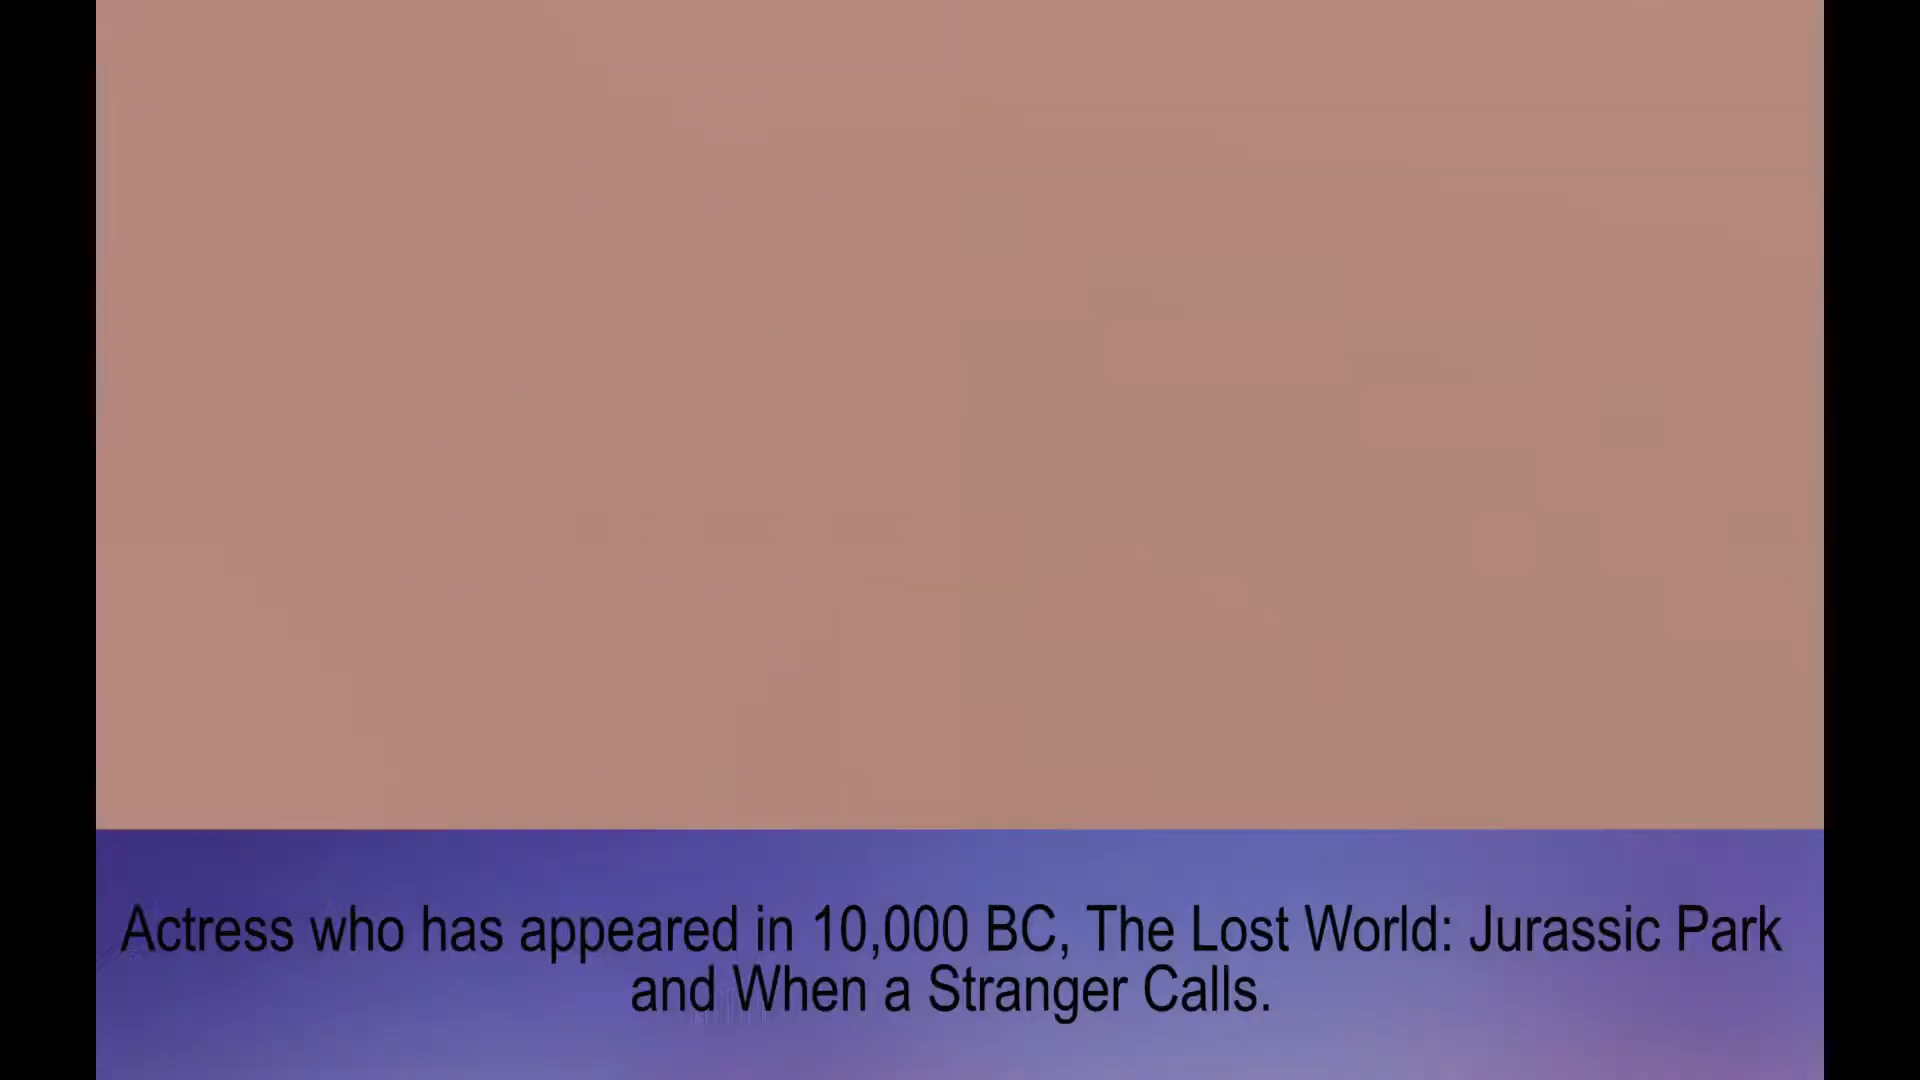 Actress who has appeared in 10,000 BC, The Lost World: Jurassic Park
and When a Stranger Calls.